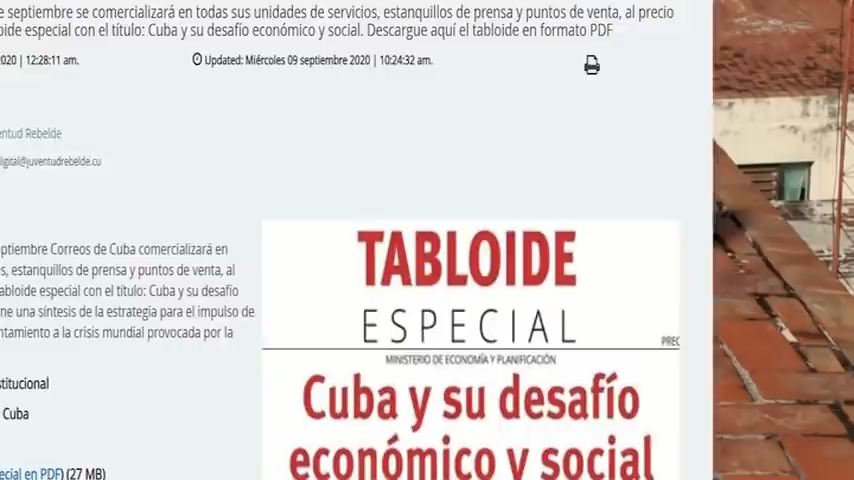 e septiembre se comercializará en todas sus unidades de servicios, estanquillos de prensa y puntos de venta, al precio
oide especial con el título: Cuba y su desafío económico y social. Descargue aquí el tabloide en formato PDF
020 | 12:28:11 am.
Updated: Miércoles 09 septiembre 2020 | 10:24:32 am.
entud Rebelde
digital@juventudrebelde.cu
ptiembre Correos de Cuba comercializará en
s, estanquillos de prensa y puntos de venta, al
abloide especial con el título: Cuba y su desafío
ne una síntesis de la estrategia para el impulso de
ntamiento a la crisis mundial provocada por la
stitucional
Cuba
ecial en PDF) (27 MB)
TABLOIDE
ESPECIAL
PREC
MINISTERIO DE ECONOMÍA Y PLANIFICACIÓN
Cuba y su desafío
económico y social